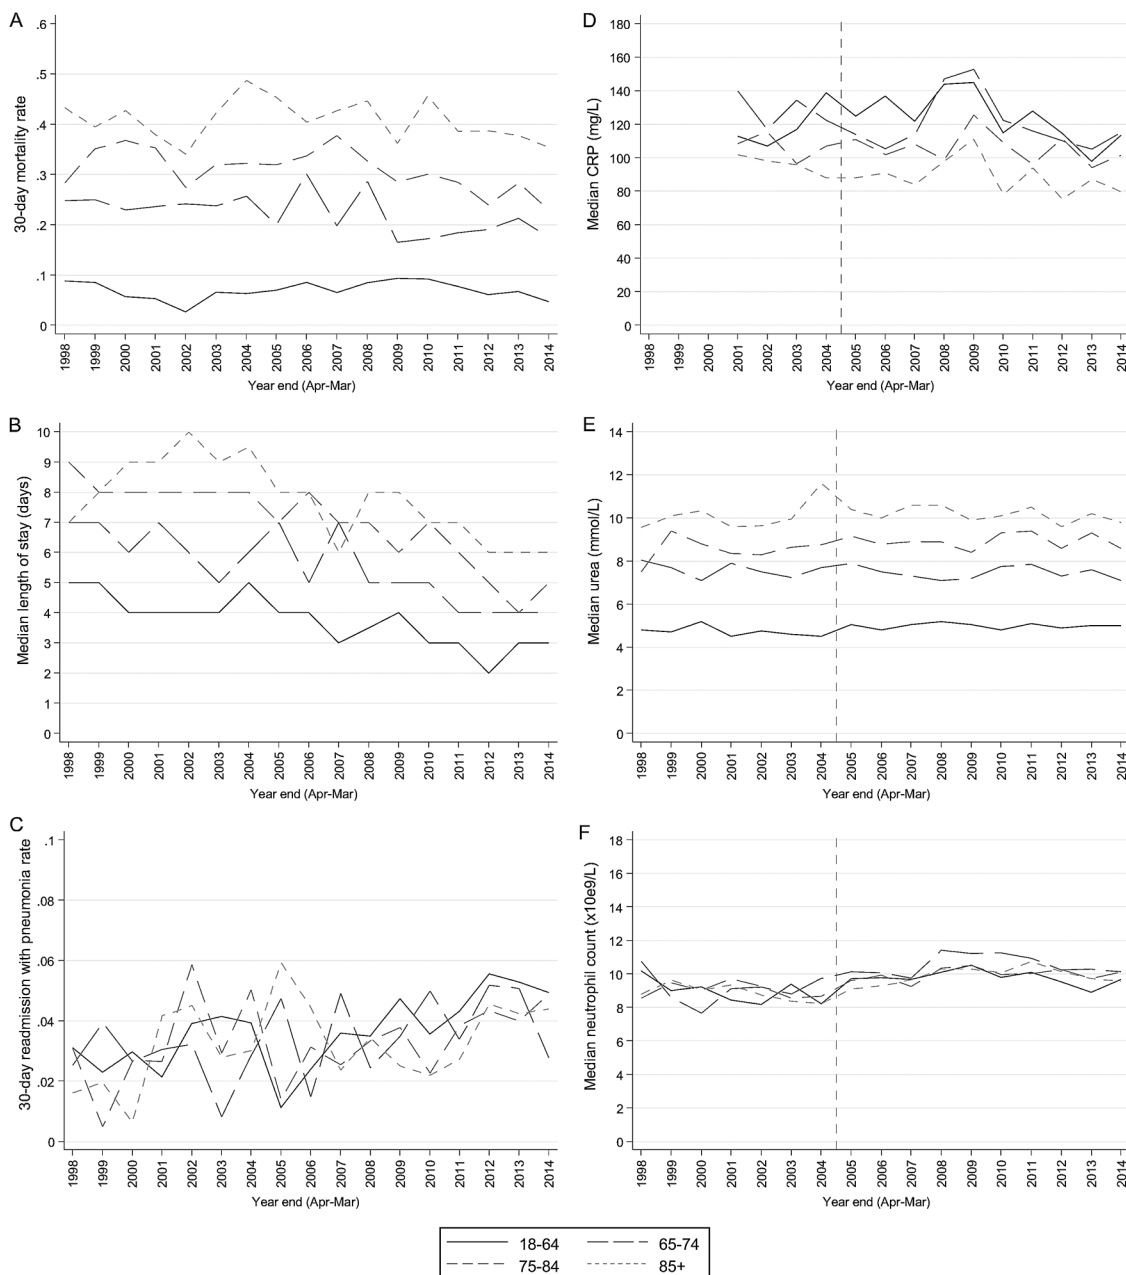 A
.6
.5
.4
.3
.2
.1
0
30-day mortality rate
1998 1999 2000 2001 2002 2003 2004 2005 2006 2007 2008 2009 2010 2011 2012 2013 2014
Year end (Apr-Mar)
D
180
160
140
120
100
80
60
40
20
0
Median CRP (mg/L)
1998 1999 2000 2001 2002 2003 2004 2005 2006 2007 2008 2009 2010 2011 2012 2013 2014
Year end (Apr-Mar)
B
10
9
8
7
6
5
4
3
2
1
0
Median length of stay (days)
1998 1999 2000 2001 2002 2003 2004 2005 2006 2007 2008 2009 2010 2011 2012 2013 2014
Year end (Apr-Mar)
E
14
12
10
8
6
4
2
0
Median urea (mmol/L)
1998 1999 2000 2001 2002 2003 2004 2005 2006 2007 2008 2009 2010 2011 2012 2013 2014
Year end (Apr-Mar)
C
.1
.08
.06
.04
.02
0
30-day readmission with pneumonia rate
1998 1999 2000 2001 2002 2003 2004 2005 2006 2007 2008 2009 2010 2011 2012 2013 2014
Year end (Apr-Mar)
F
18
16
14
12
10
8
6
4
2
0
Median neutrophil count (x10e9/L)
1998 1999 2000 2001 2002 2003 2004 2005 2006 2007 2008 2009 2010 2011 2012 2013 2014
Year end (Apr-Mar)
18-64 65-74
75-84 85+